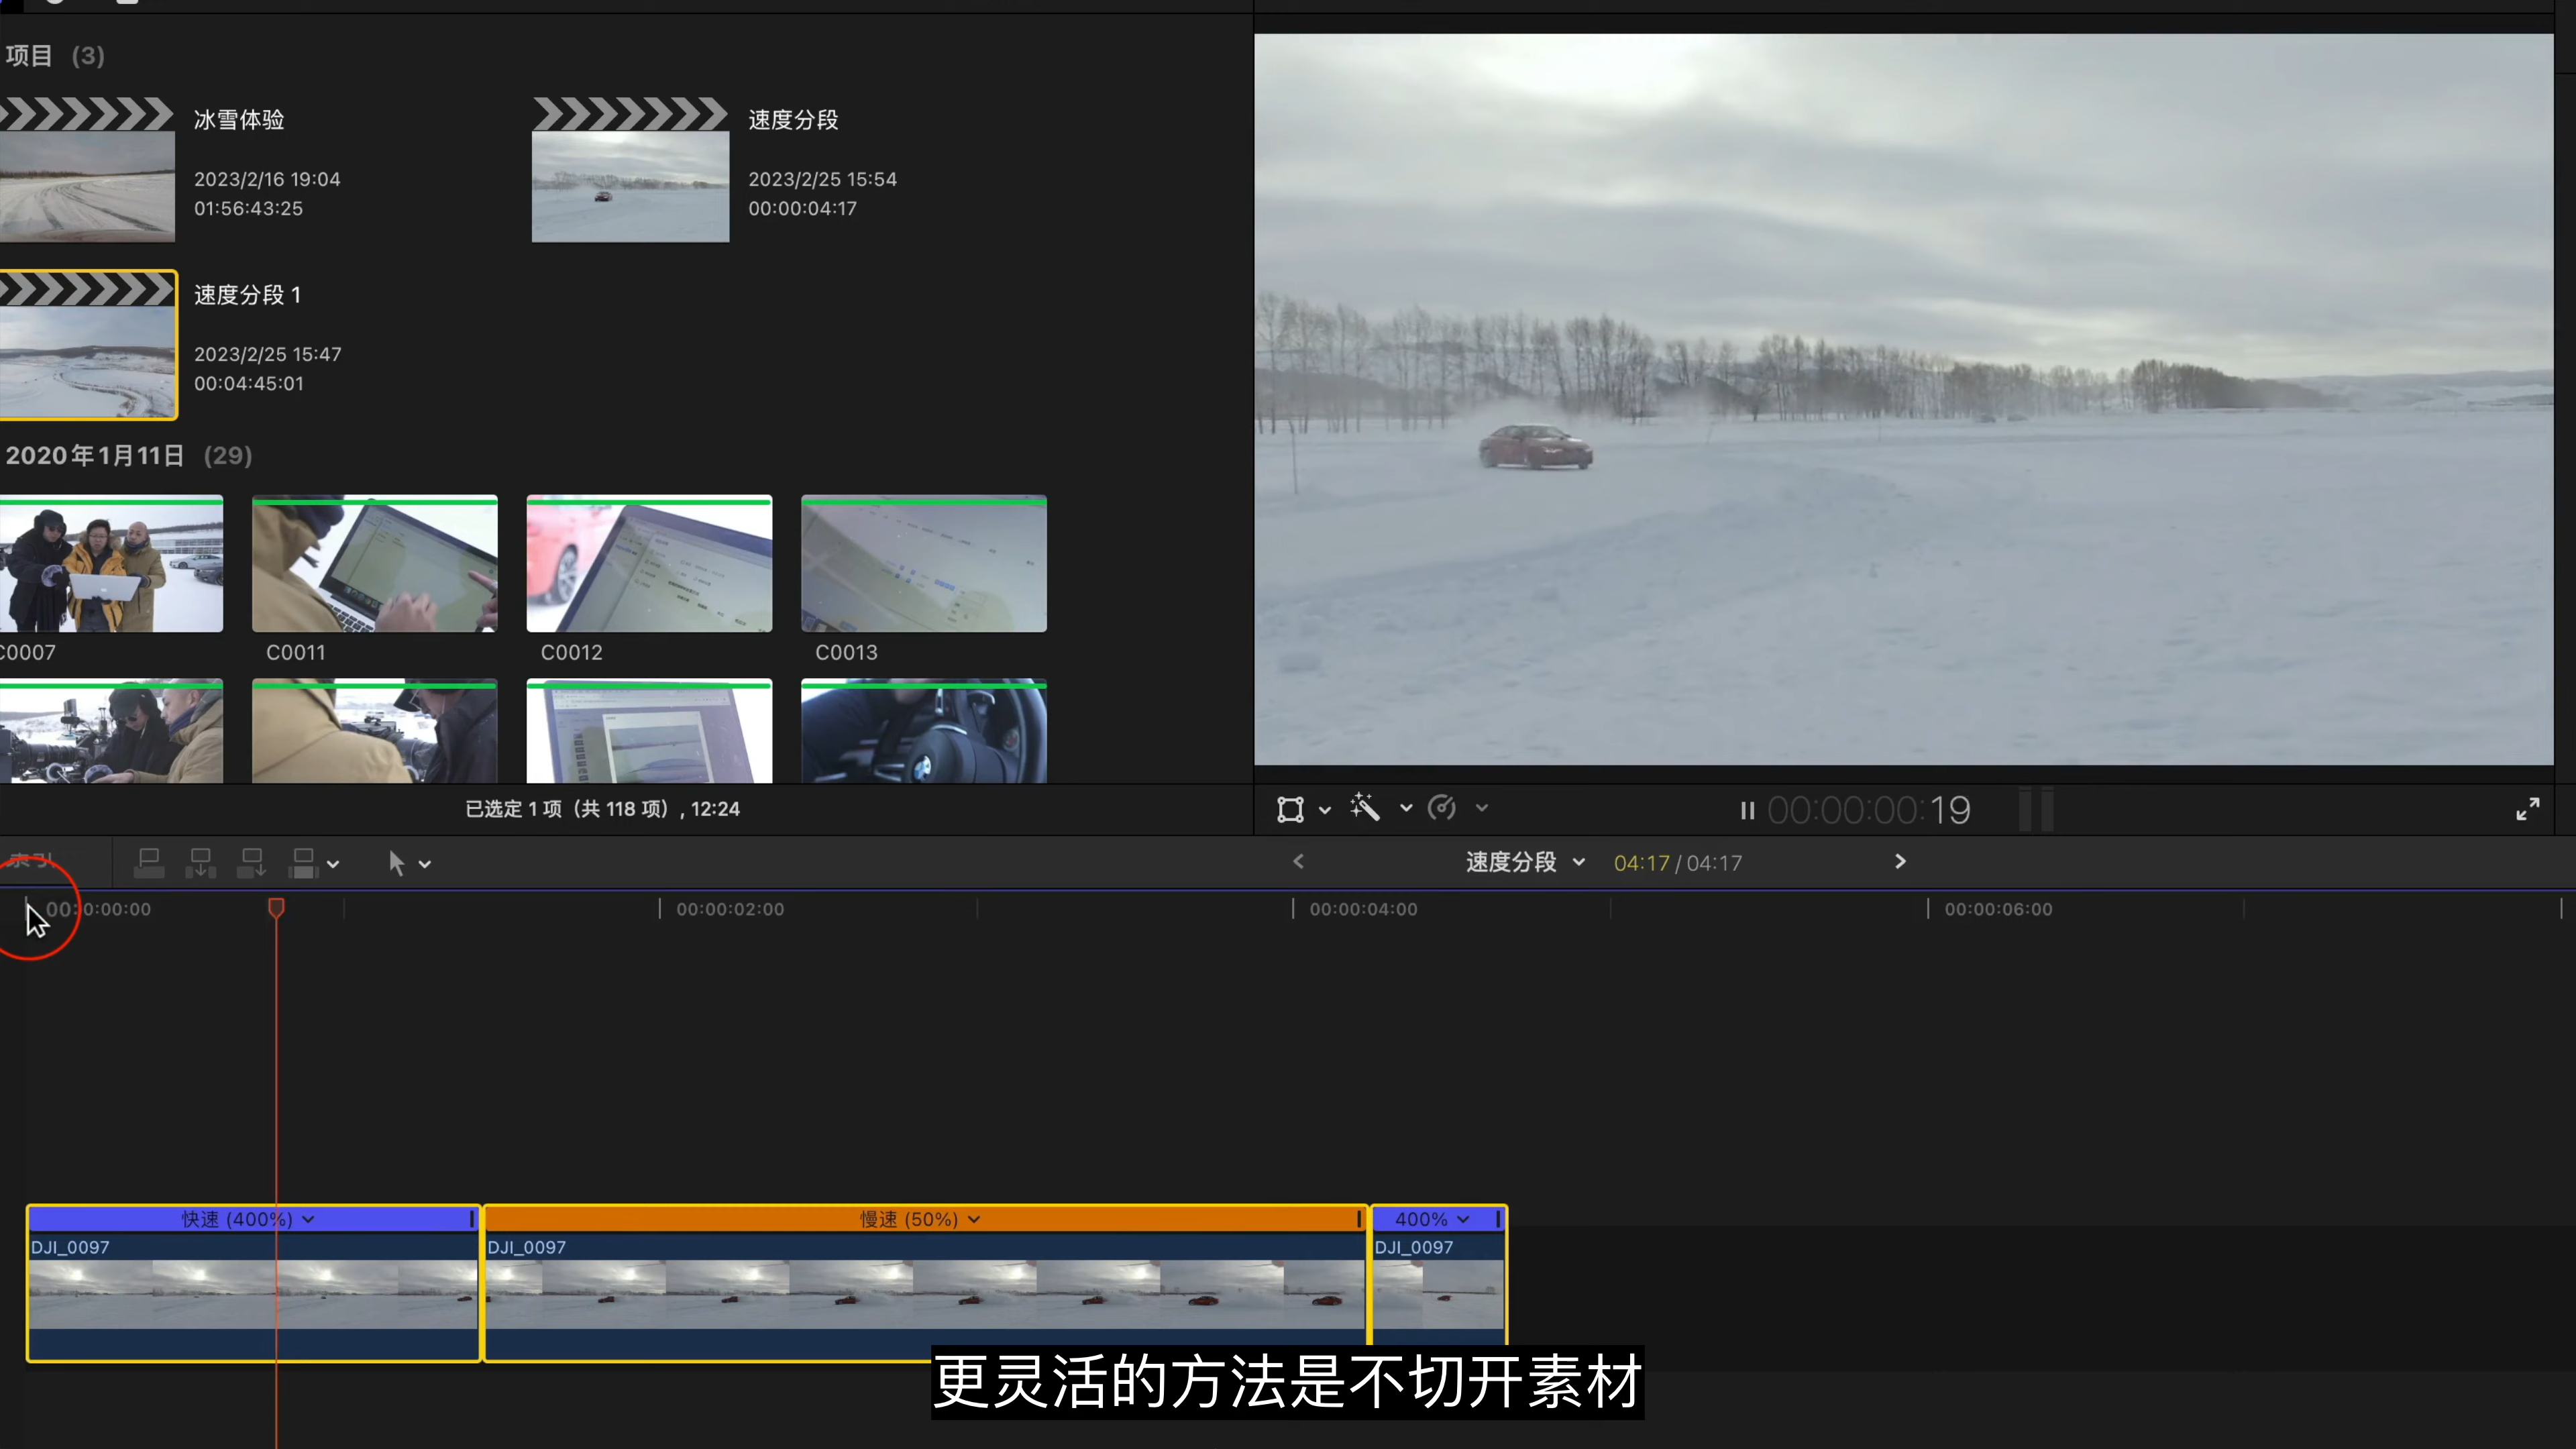 项目 (3)
冰雪体验
2023/2/16 19:04
01:56:43:25
速度分段
2023/2/25 15:54
00:00:04:17
速度分段 1
2023/2/25 15:47
00:04:45:01
2020年1月11日 (29)
C0007
C0011
C0012
C0013
已选定 1 项（共 118 项）, 12:24
00:00:00:19
索引
速度分段
04:17 / 04:17
00:00:00:00
00:00:02:00
00:00:04:00
00:00:06:00
快速 (400%)
慢速 (50%)
400%
DJI_0097
DJI_0097
DJI_0097
更灵活的方法是不切开素材